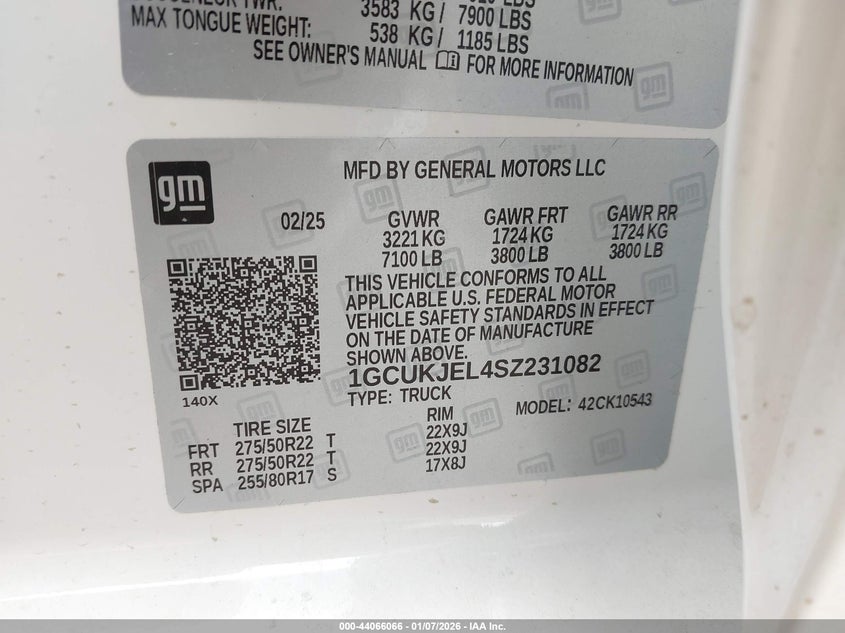 3583 KG/ 7900 LBS
MAX TONGUE WEIGHT: 538 KG/ 1185 LBS
SEE OWNER'S MANUAL FOR MORE INFORMATION
gm
MFD BY GENERAL MOTORS LLC
02/25 GVWR GAWR FRT GAWR RR
3221 KG 1724 KG 1724 KG
7100 LB 3800 LB 3800 LB
THIS VEHICLE CONFORMS TO ALL
APPLICABLE U.S. FEDERAL MOTOR
VEHICLE SAFETY STANDARDS IN EFFECT
ON THE DATE OF MANUFACTURE
SHOWN ABOVE.
1GCUKJEL4SZ231082
140X
TYPE: TRUCK MODEL: 42CK10543
TIRE SIZE RIM
FRT 275/50R22 T 22X9J
RR 275/50R22 T 22X9J
SPA 255/80R17 S 17X8J
000-44066066 - 01/07/2026 - IAA Inc.